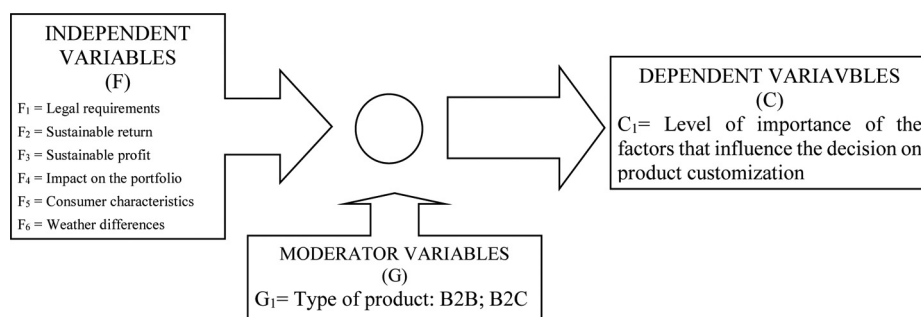 INDEPENDENT
VARIABLES
(F)
F₁ = Legal requirements
F₂ = Sustainable return
F₃ = Sustainable profit
F₄ = Impact on the portfolio
F₅ = Consumer characteristics
F₆ = Weather differences
DEPENDENT VARIAVBLES
(C)
C₁= Level of importance of the
factors that influence the decision on
product customization
MODERATOR VARIABLES
(G)
G₁= Type of product: B2B; B2C